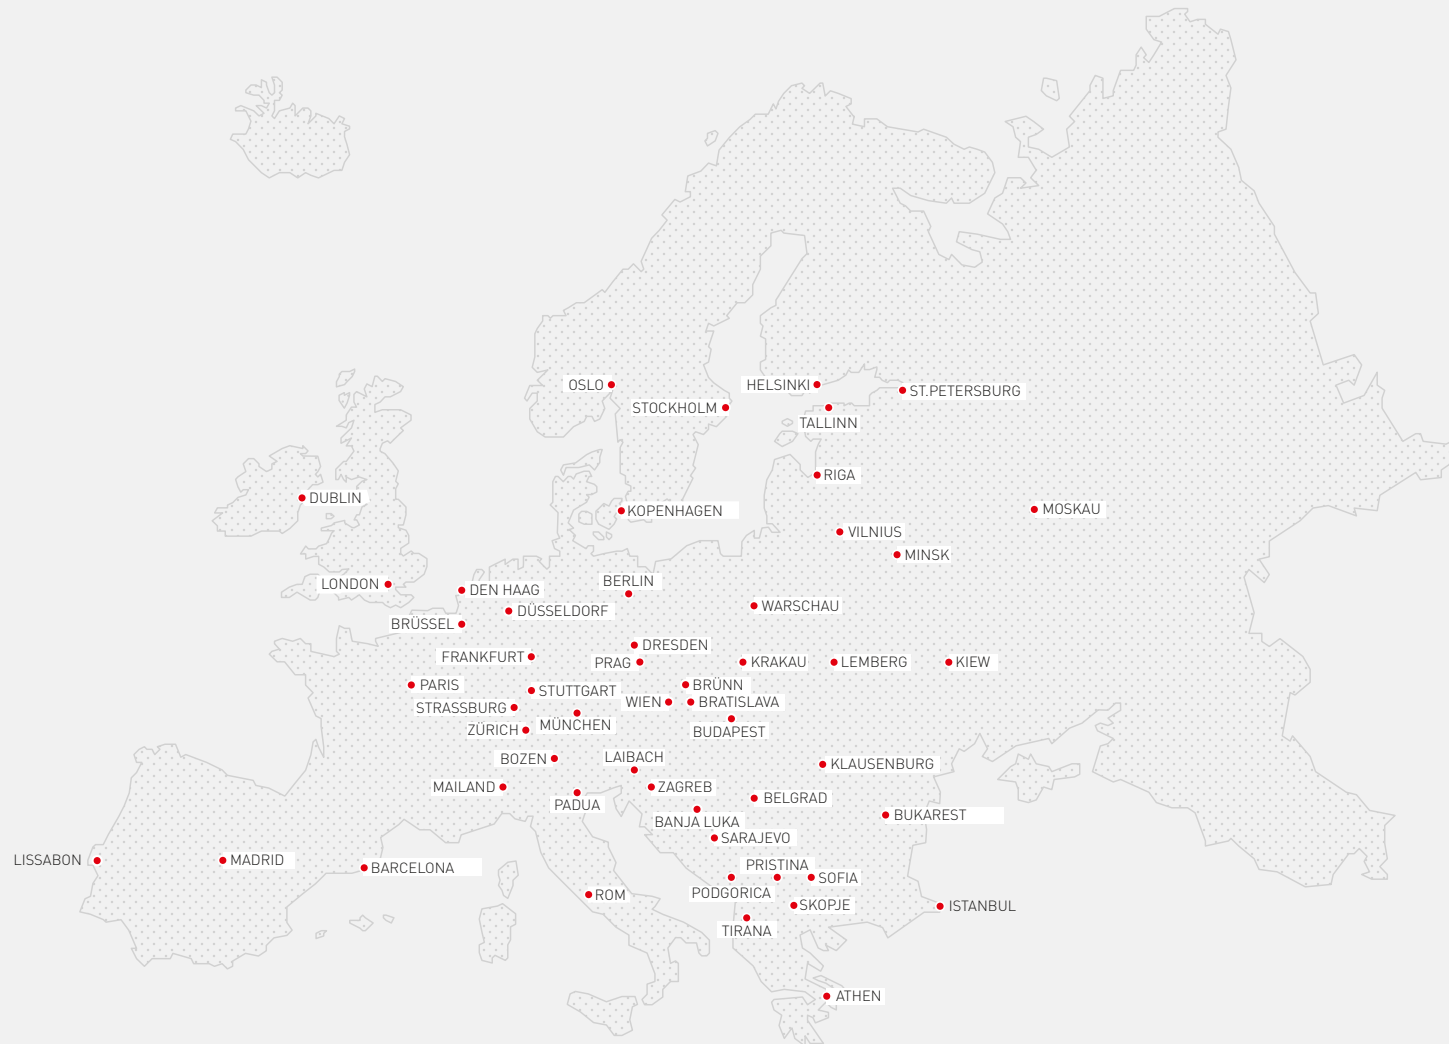 OSLO
HELSINKI
ST.PETERSBURG
STOCKHOLM
TALLINN
RIGA
DUBLIN
KOPENHAGEN
MOSKAU
VILNIUS
MINSK
LONDON
BERLIN
DEN HAAG
WARSCHAU
DÜSSELDORF
BRÜSSEL
DRESDEN
FRANKFURT
PRAG
KRAKAU
LEMBERG
KIEW
PARIS
STUTTGART
BRÜNN
WIEN
BRATISLAVA
STRASSBURG
MÜNCHEN
ZÜRICH
BUDAPEST
BOZEN
LAIBACH
KLAUSENBURG
MAILAND
ZAGREB
PADUA
BELGRAD
BUKAREST
BANJA LUKA
SARAJEVO
LISSABON
MADRID
BARCELONA
PRISTINA
SOFIA
ROM
PODGORICA
SKOPJE
ISTANBUL
TIRANA
ATHEN